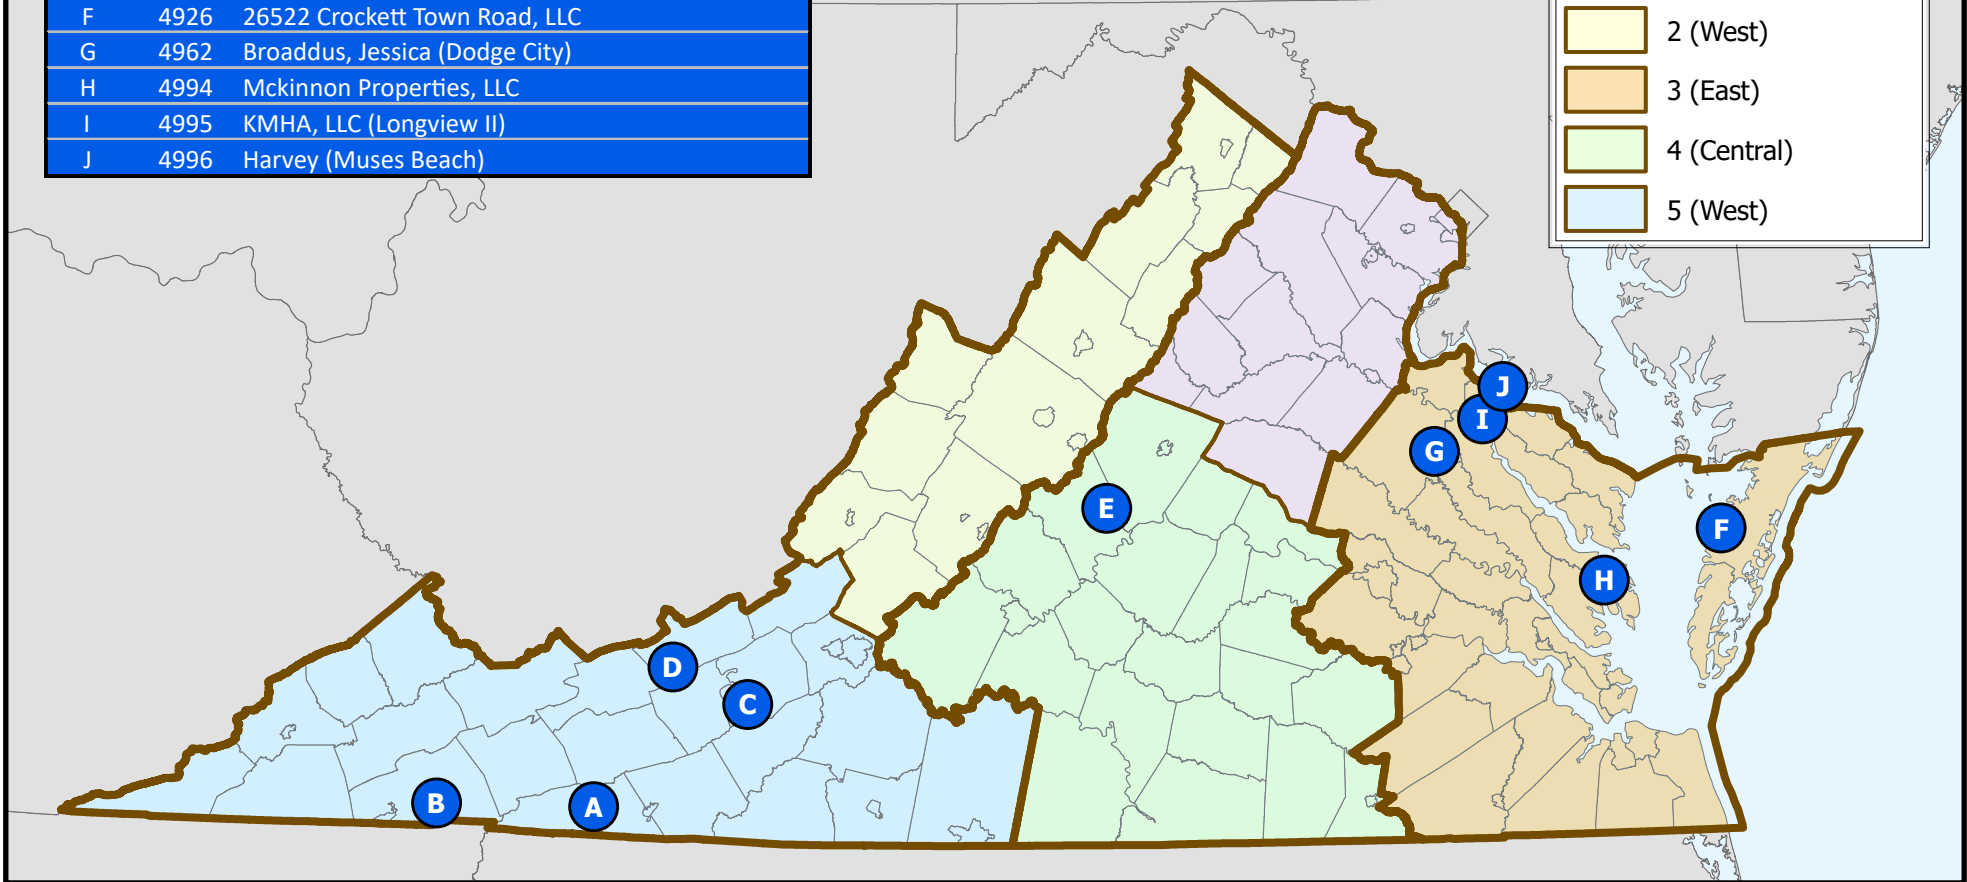 F 4926 26522 Crockett Town Road, LLC
G 4962 Broaddus, Jessica (Dodge City)
H 4994 Mckinnon Properties, LLC
I 4995 KMHA, LLC (Longview II)
J 4996 Harvey (Muses Beach)
2 (West)
3 (East)
4 (Central)
5 (West)
J
I
G
E
F
H
D
C
B
A